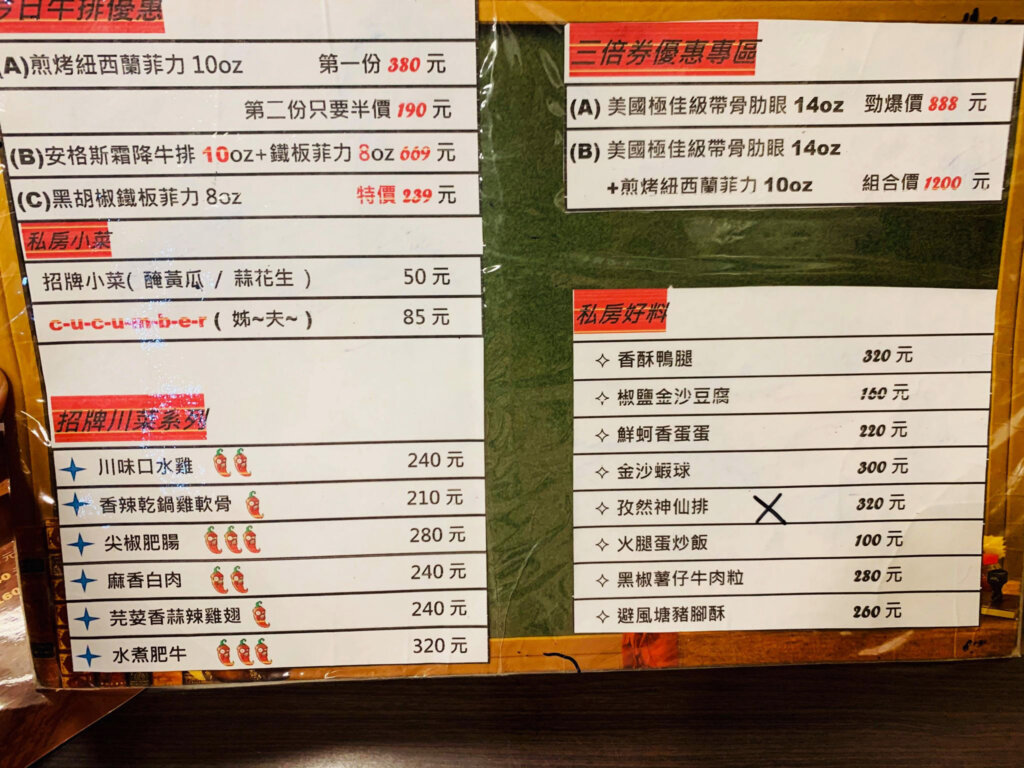 今日牛排優惠
(A)煎烤紐西蘭菲力 10oz 第一份 380 元
第二份只要半價 190 元
(B)安格斯霜降牛排 10oz+鐵板菲力 8oz 669 元
(C)黑胡椒鐵板菲力 8oz 特價 239 元
私房小菜
招牌小菜( 醃黃瓜 / 蒜花生 ) 50 元
c-u-c-u-m-b-e-r ( 姊~夫~ ) 85 元
招牌川菜系列
川味口水雞 240 元
香辣乾鍋雞軟骨 210 元
尖椒肥腸 280 元
麻香白肉 240 元
芫荽香蒜辣雞翅 240 元
水煮肥牛 320 元
三倍券優惠專區
(A) 美國極佳級帶骨肋眼 14oz 勁爆價 888 元
(B) 美國極佳級帶骨肋眼 14oz
+煎烤紐西蘭菲力 10oz 組合價 1200 元
私房好料
香酥鴨腿 320 元
椒鹽金沙豆腐 160 元
鮮蚵香蛋蛋 220 元
金沙蝦球 300 元
孜然神仙排 320 元
火腿蛋炒飯 100 元
黑椒薯仔牛肉粒 280 元
避風塘豬腳酥 260 元